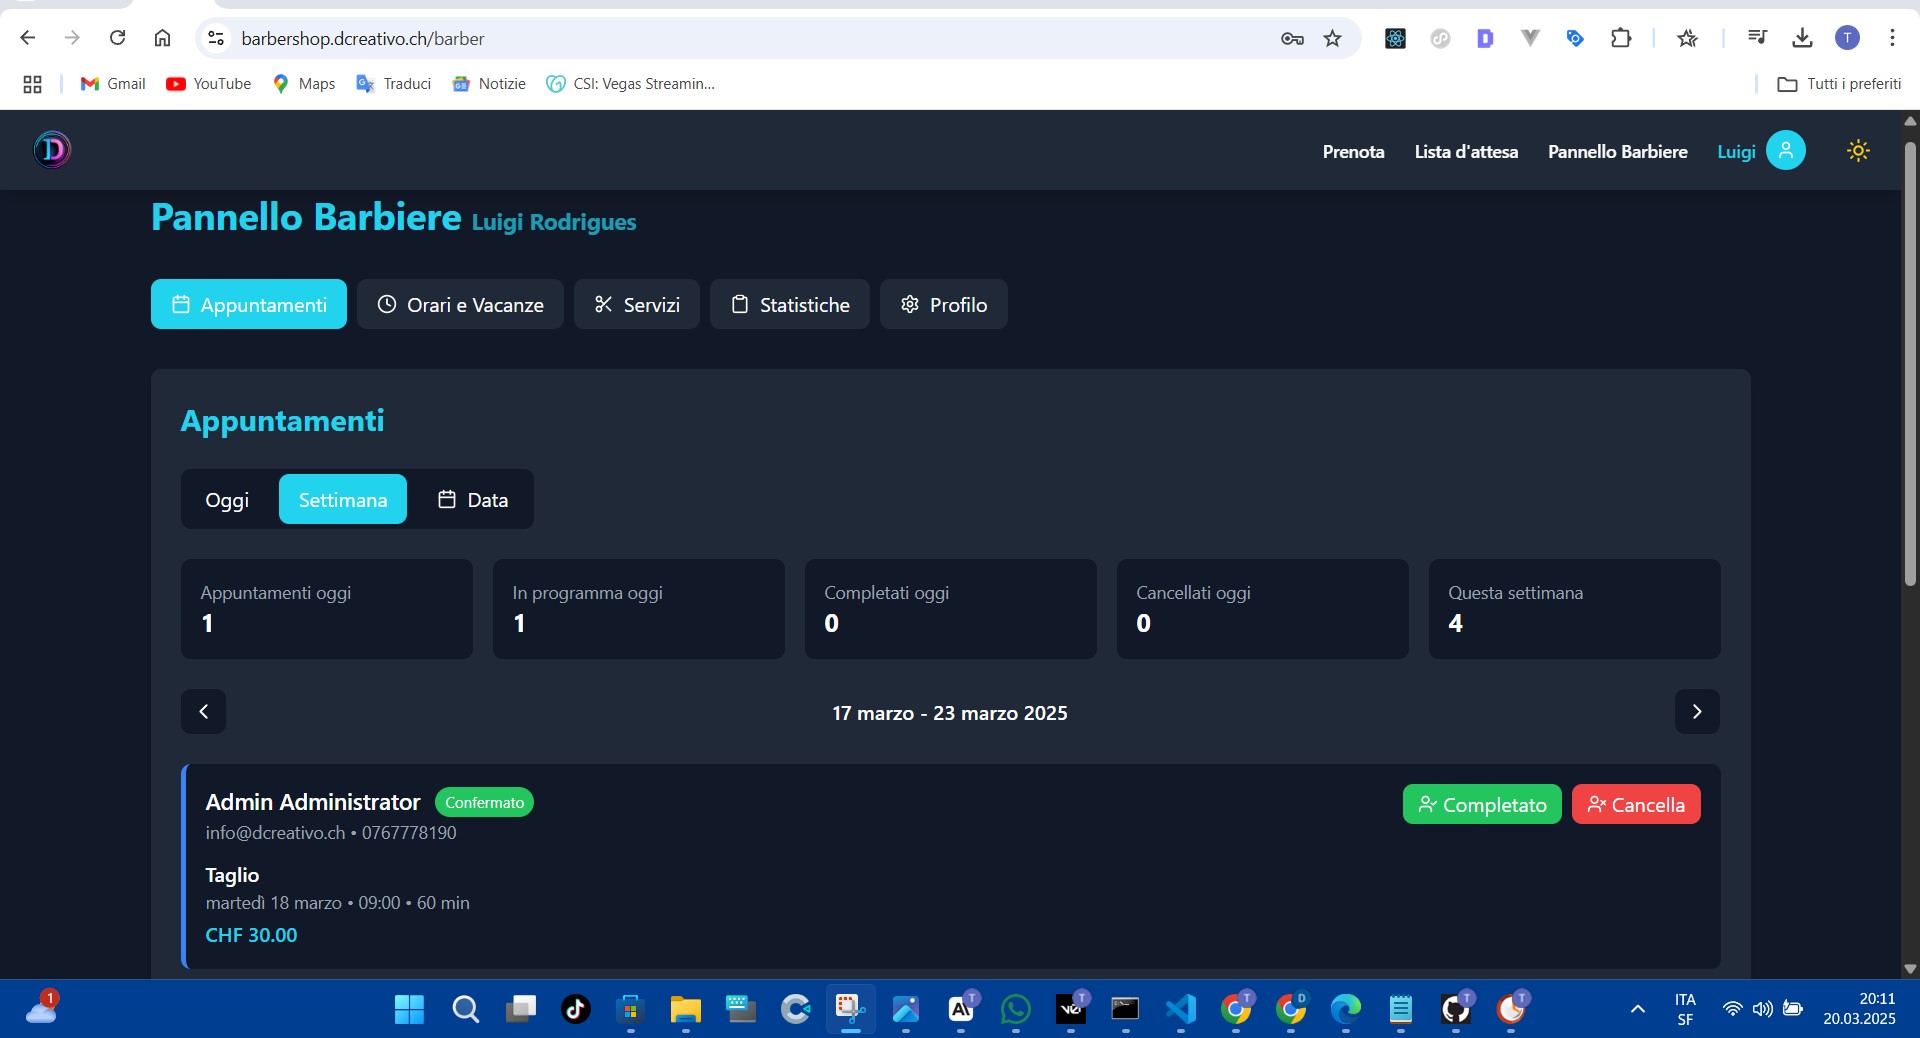 barbershop.dcreativo.ch/barber
T
Gmail
YouTube
Maps
Traduci
Notizie
CSI: Vegas Streamin...
Tutti i preferiti
D
Prenota
Lista d'attesa
Pannello Barbiere
Luigi
Pannello Barbiere Luigi Rodrigues
Appuntamenti
Orari e Vacanze
Servizi
Statistiche
Profilo
Appuntamenti
Oggi
Settimana
Data
Appuntamenti oggi
1
In programma oggi
1
Completati oggi
0
Cancellati oggi
0
Questa settimana
4
17 marzo - 23 marzo 2025
Admin Administrator Confermato
Completato
Cancella
info@dcreativo.ch • 0767778190
Taglio
martedì 18 marzo • 09:00 • 60 min
CHF 30.00
1
ITA
SF
20:11
20.03.2025